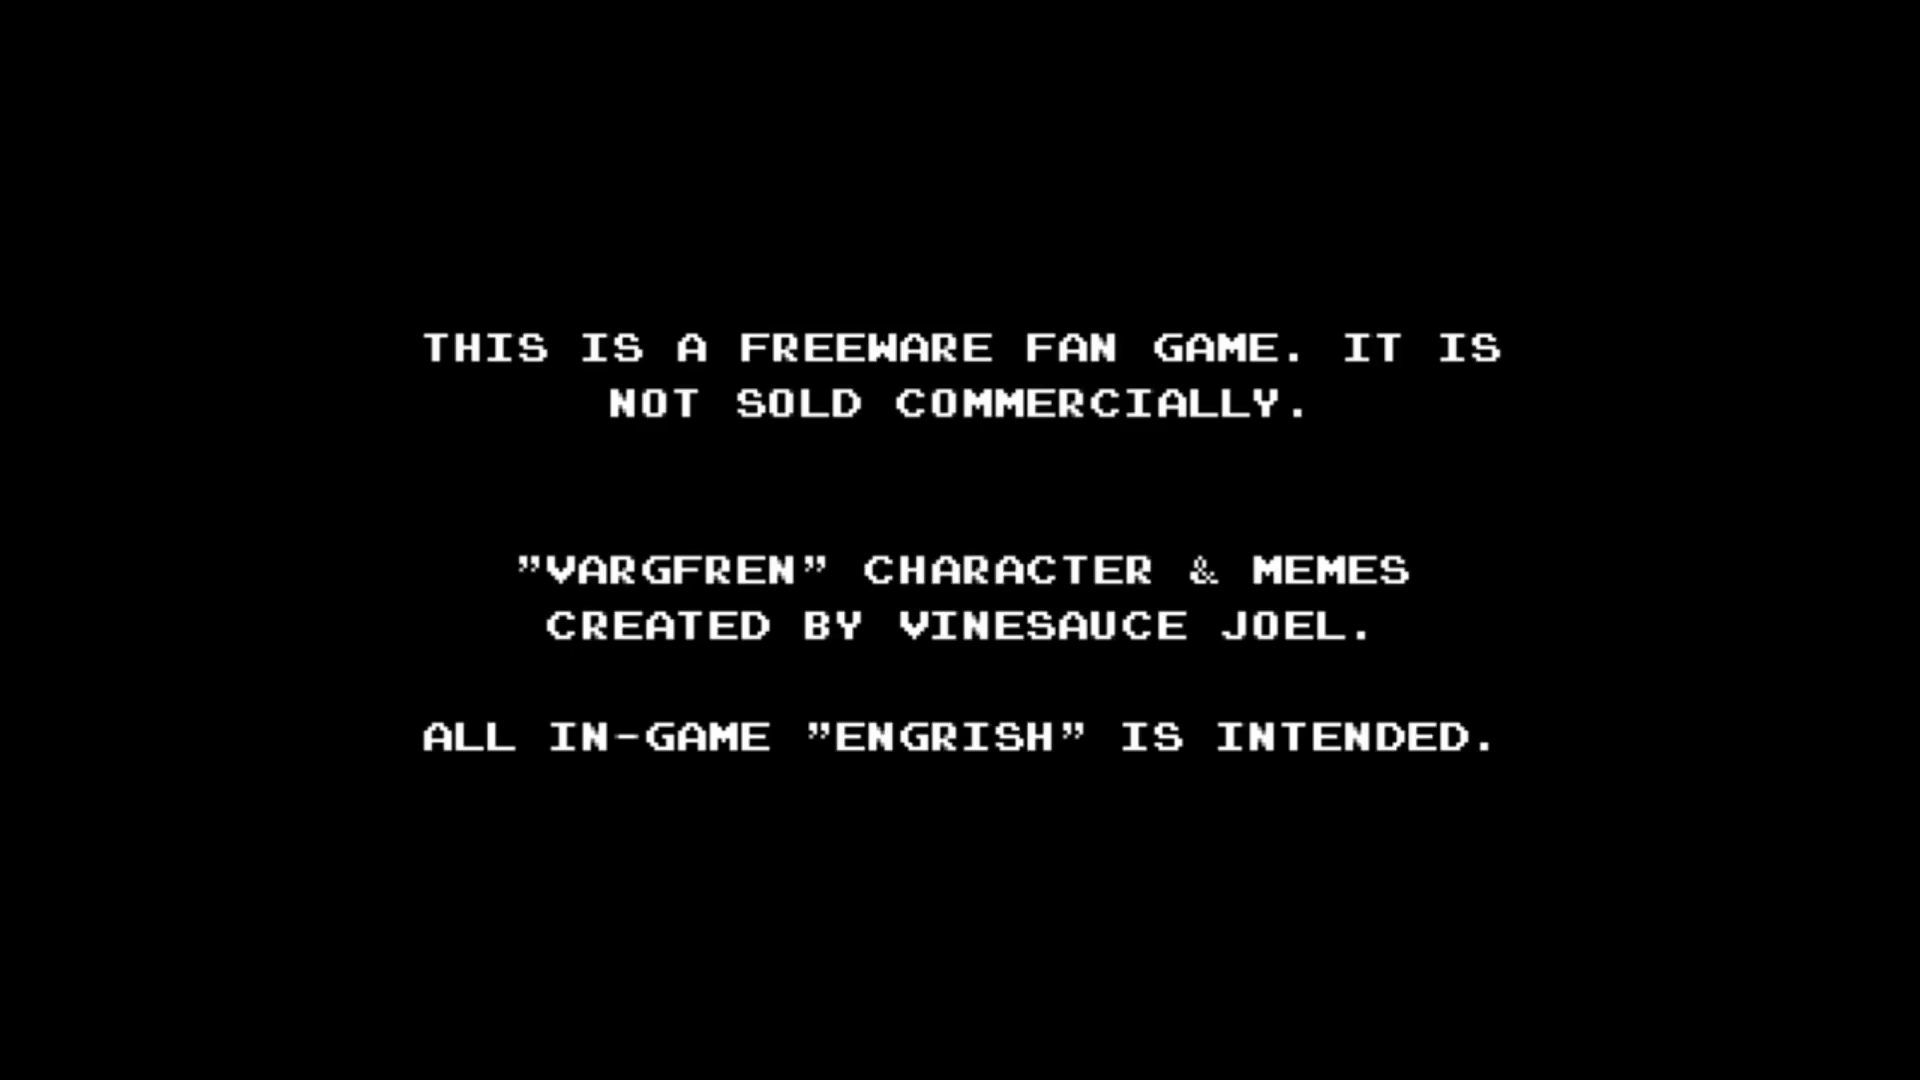 THIS IS A FREEWARE FAN GAME. IT IS
NOT SOLD COMMERCIALLY.
”VARGFREN” CHARACTER & MEMES
CREATED BY VINESAUCE JOEL.
ALL IN-GAME ”ENGRISH” IS INTENDED.